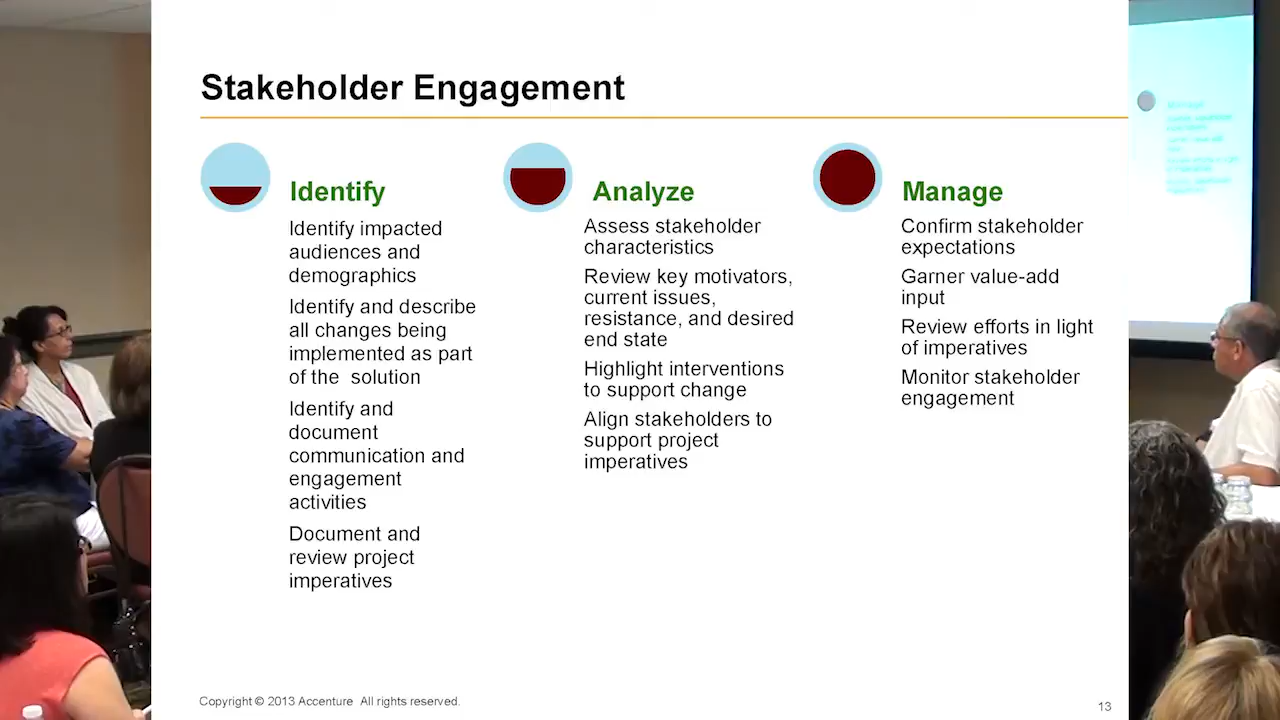 Stakeholder Engagement
Identify
Identify impacted
audiences and
demographics
Identify and describe
all changes being
implemented as part
of the  solution
Identify and
document
communication and
engagement
activities
Document and
review project
imperatives
Analyze
Assess stakeholder
characteristics
Review key motivators,
current issues,
resistance, and desired
end state
Highlight interventions
to support change
Align stakeholders to
support project
imperatives
Manage
Confirm stakeholder
expectations
Garner value-add
input
Review efforts in light
of imperatives
Monitor stakeholder
engagement
Copyright © 2013 Accenture  All rights reserved.
13